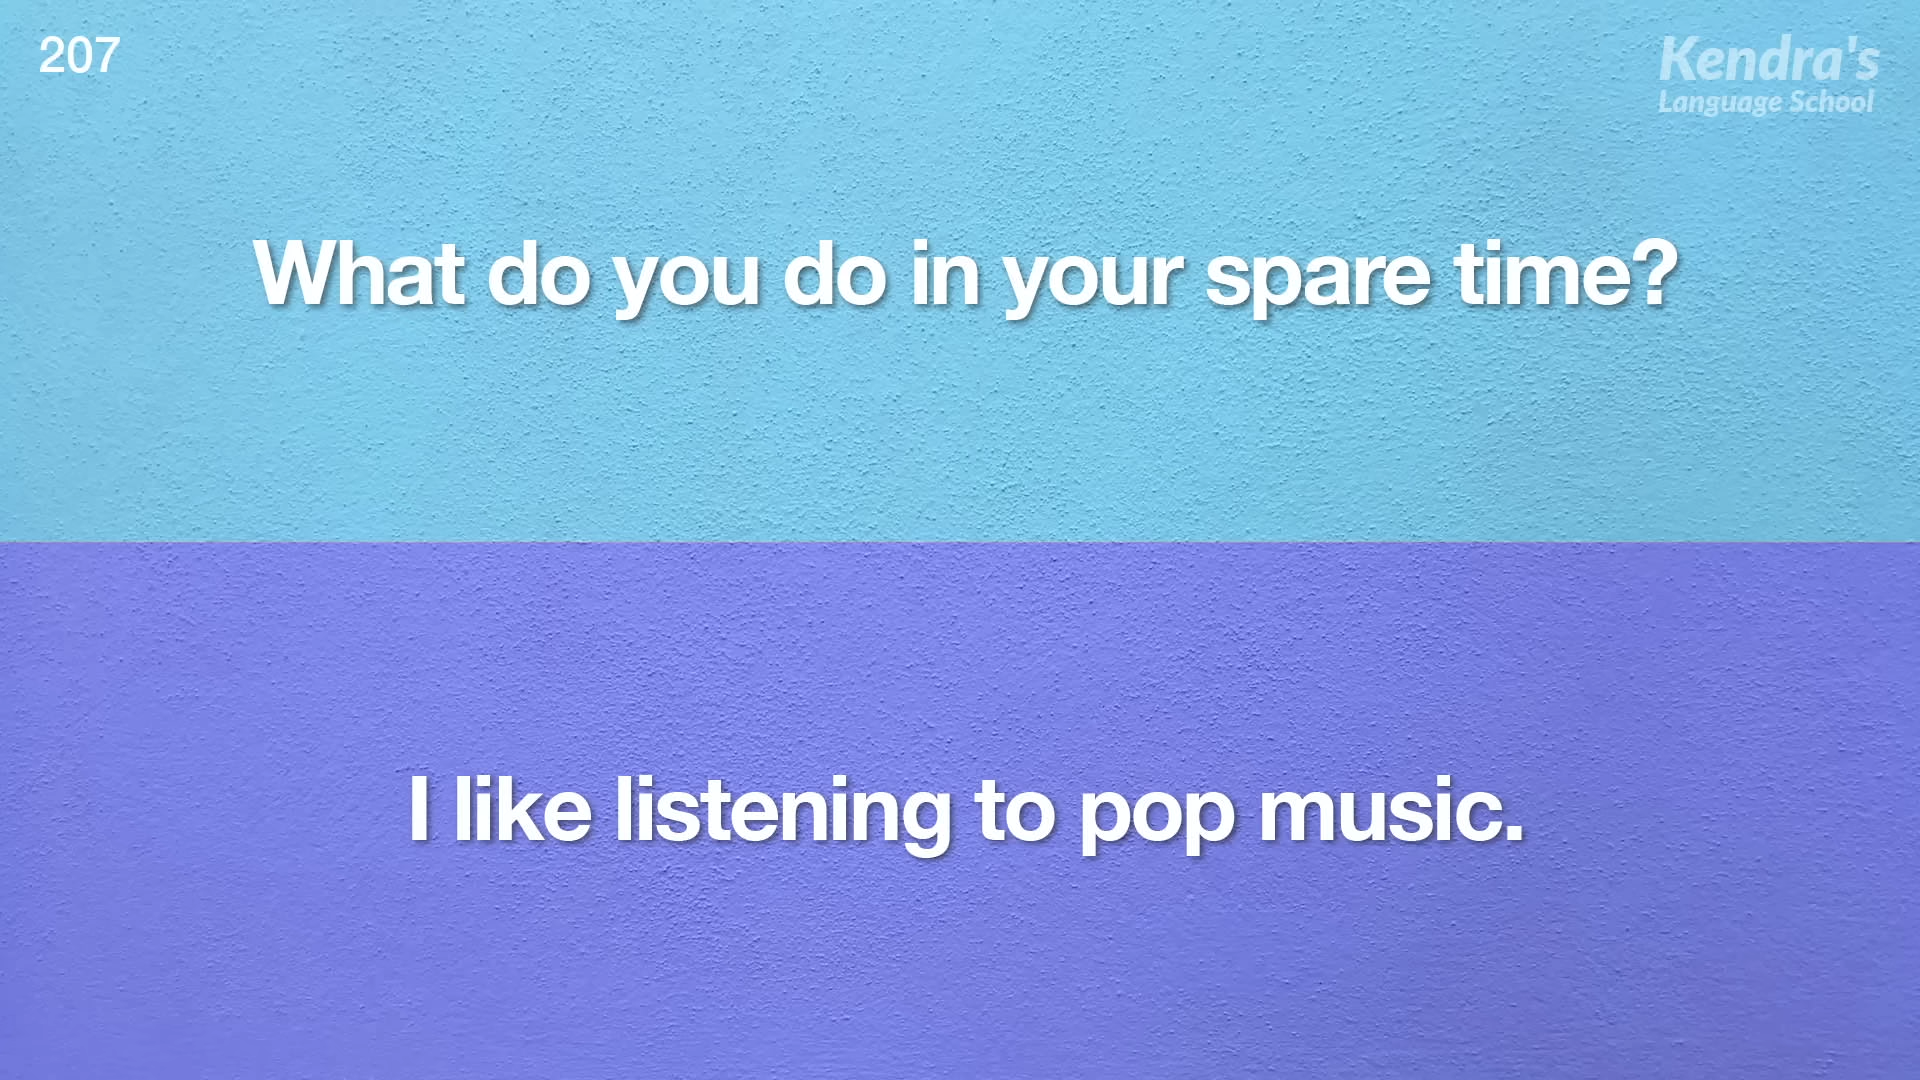 207
Kendra's
Language School
What do you do in your spare time?
I like listening to pop music.